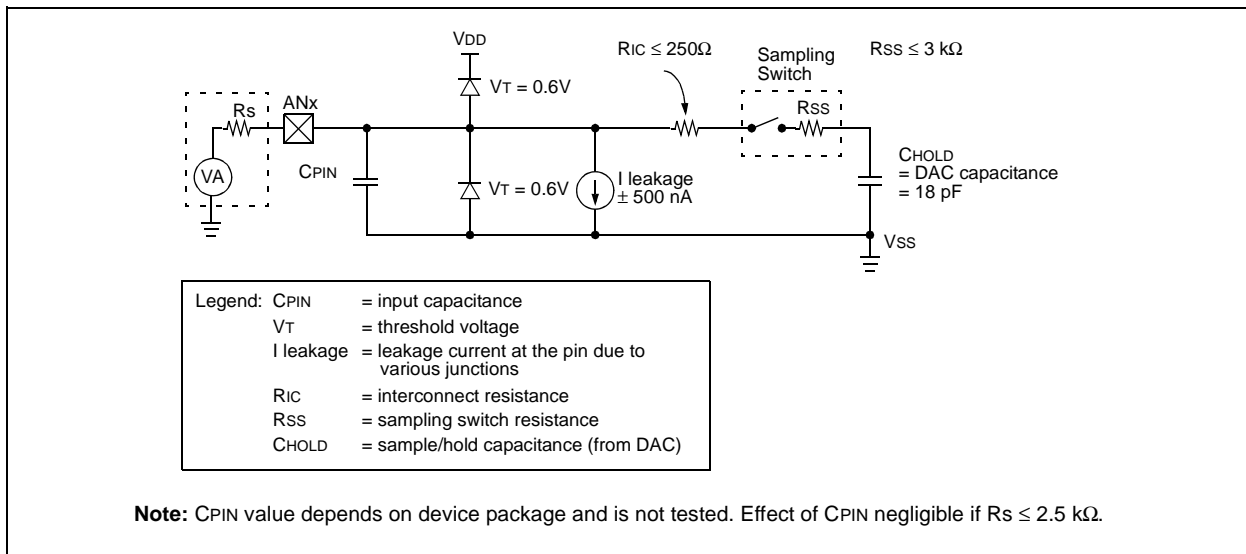 VDD
RIC ≤ 250Ω
RSS ≤ 3 kΩ
Sampling
Switch
VT = 0.6V
Rs
ANx
RSS
VA
CPIN
VT = 0.6V
I leakage
± 500 nA
CHOLD
= DAC capacitance
= 18 pF
VSS
Legend: CPIN = input capacitance
VT = threshold voltage
I leakage = leakage current at the pin due to
various junctions
RIC = interconnect resistance
RSS = sampling switch resistance
CHOLD = sample/hold capacitance (from DAC)
Note: CPIN value depends on device package and is not tested. Effect of CPIN negligible if Rs ≤ 2.5 kΩ.